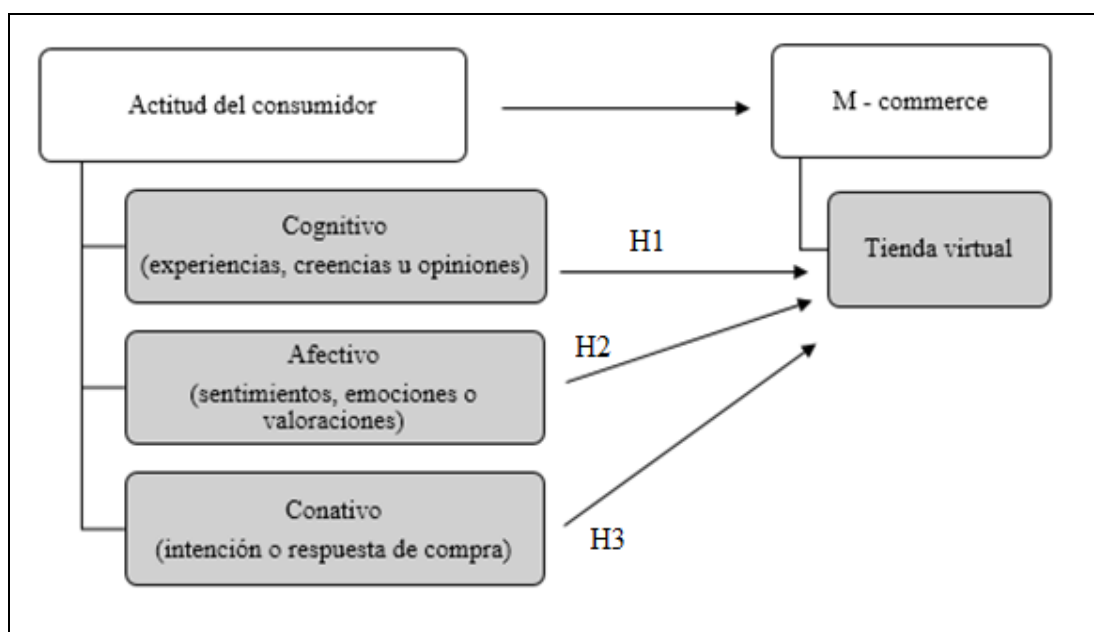 Actitud del consumidor
M - commerce
Cognitivo
(experiencias, creencias u opiniones)
H1
Tienda virtual
Afectivo
(sentimientos, emociones o
valoraciones)
H2
Conativo
(intención o respuesta de compra)
H3